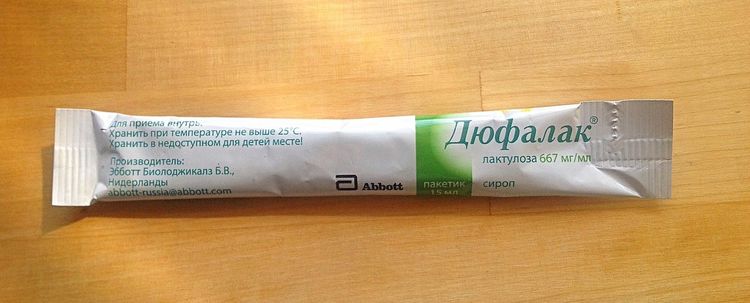 Для приема внутрь.
Хранить при температуре не выше 25°С.
Хранить в недоступном для детей месте!
Производитель:
Эбботт Биолоджикалз Б.В.,
Нидерланды
abbott-russia@abbott.com
Abbott
Дюфалак®
лактулоза 667 мг/мл
пакетик
15 мл
сироп